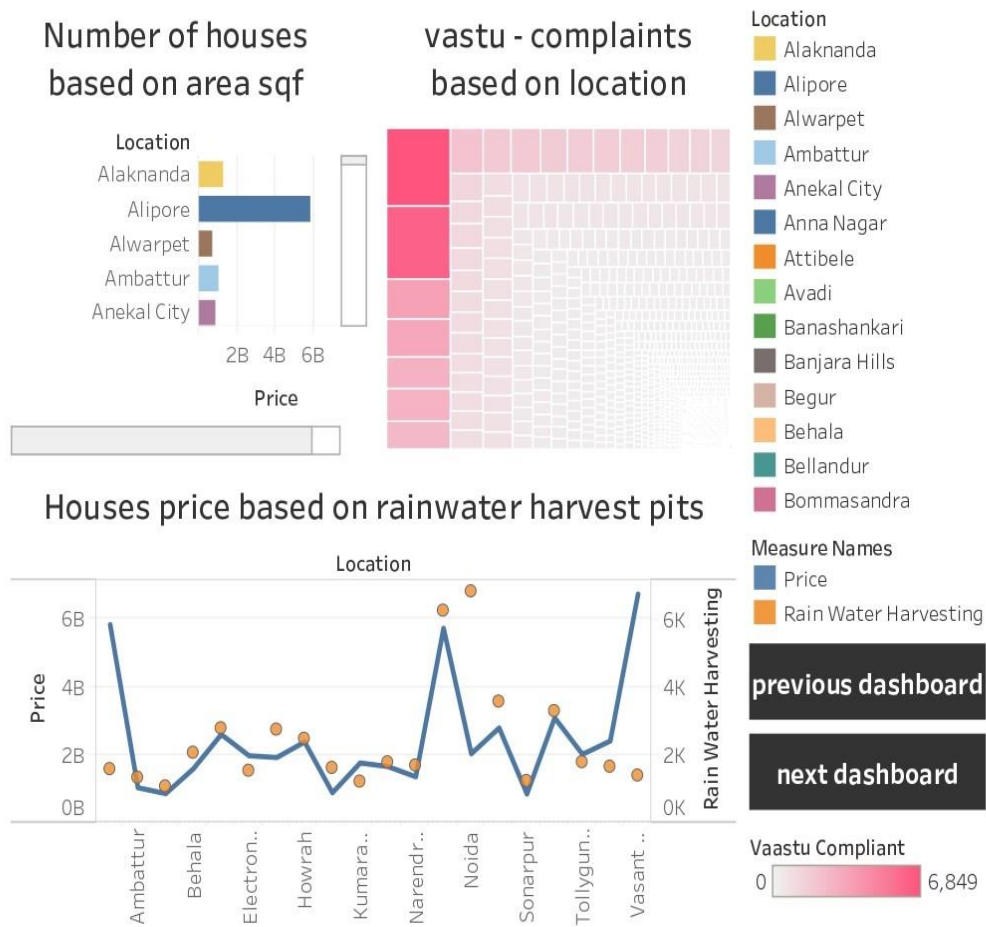 Number of houses
based on area sqf
Location
Alaknanda
Alipore
Alwarpet
Ambattur
Anekal City
2B 4B 6B
Price
vastu - complaints
based on location
Location
Alaknanda
Alipore
Alwarpet
Ambattur
Anekal City
Anna Nagar
Attibele
Avadi
Banashankari
Banjara Hills
Begur
Behala
Bellandur
Bommasandra
Measure Names
Price
Rain Water Harvesting
previous dashboard
next dashboard
Vaastu Compliant
0 6,849
Houses price based on rainwater harvest pits
Location
Price
6B
4B
2B
0B
6K
4K
2K
0K
Rain Water Harvesting
Ambattur
Behala
Electron..
Howrah
Kumara..
Narendr..
Noida
Sonarpur
Tollygun..
Vasant ..